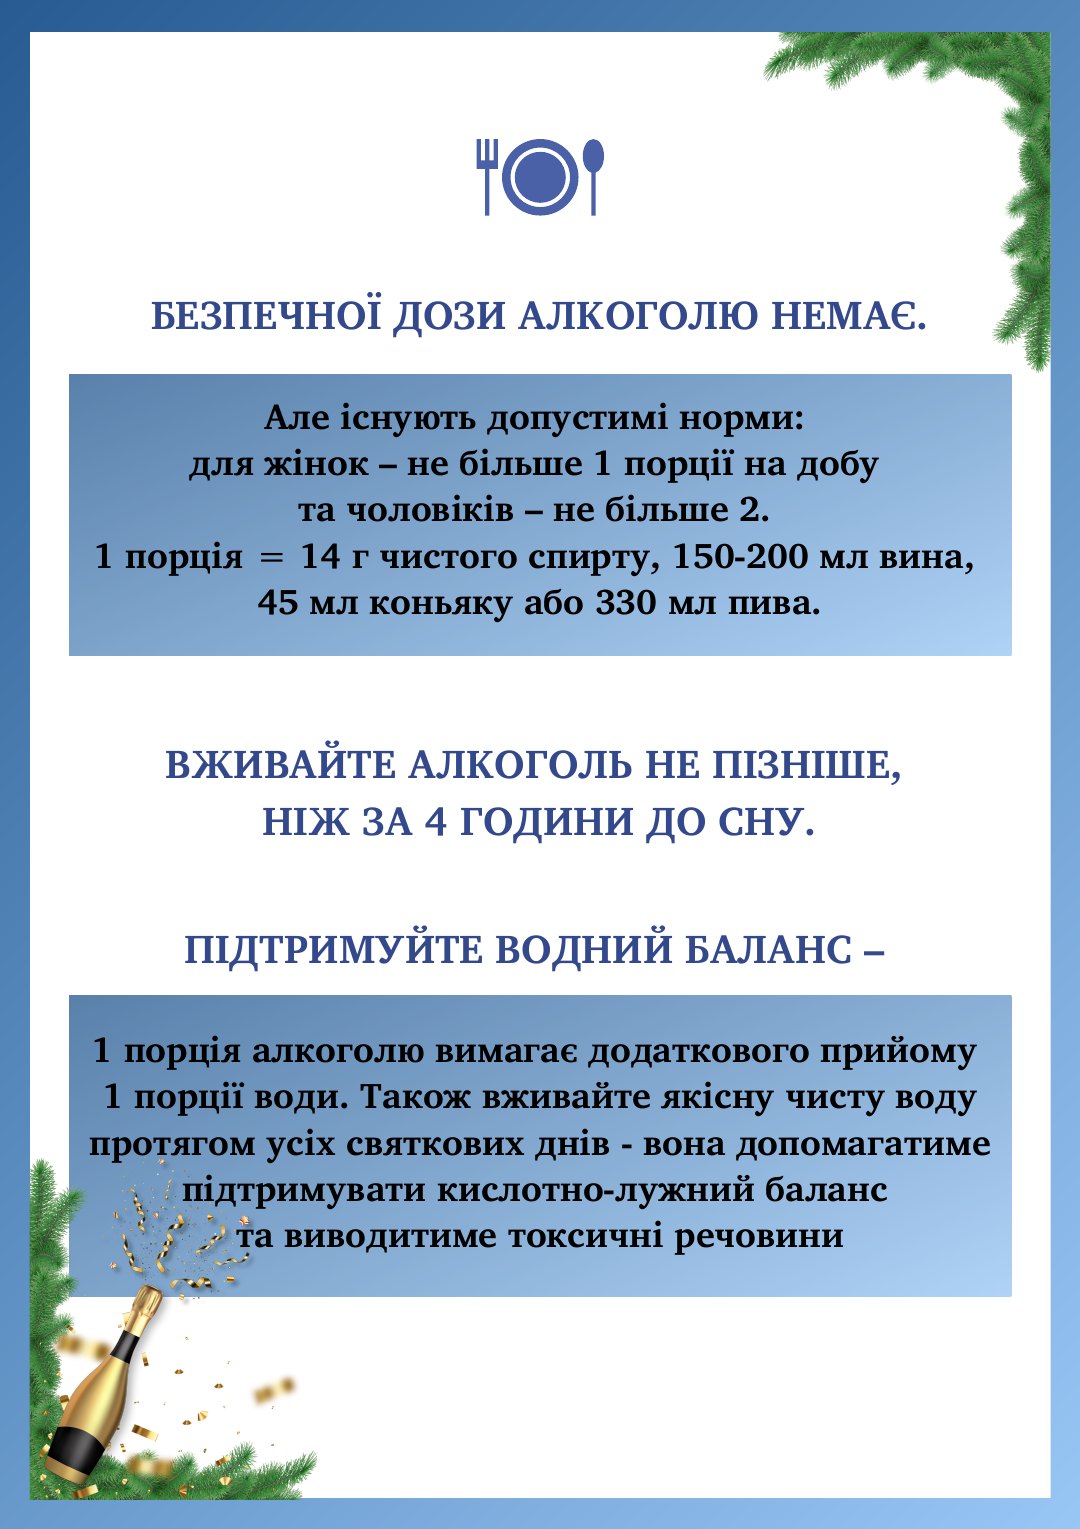 БЕЗПЕЧНОЇ ДОЗИ АЛКОГОЛЮ НЕМАЄ.
Але існують допустимі норми:
для жінок – не більше 1 порції на добу
та чоловіків – не більше 2.
1 порція = 14 г чистого спирту, 150-200 мл вина,
45 мл коньяку або 330 мл пива.
ВЖИВАЙТЕ АЛКОГОЛЬ НЕ ПІЗНІШЕ,
НІЖ ЗА 4 ГОДИНИ ДО СНУ.
ПІДТРИМУЙТЕ ВОДНИЙ БАЛАНС –
1 порція алкоголю вимагає додаткового прийому
1 порції води. Також вживайте якісну чисту воду
протягом усіх святкових днів - вона допомагатиме
підтримувати кислотно-лужний баланс
та виводитиме токсичні речовини